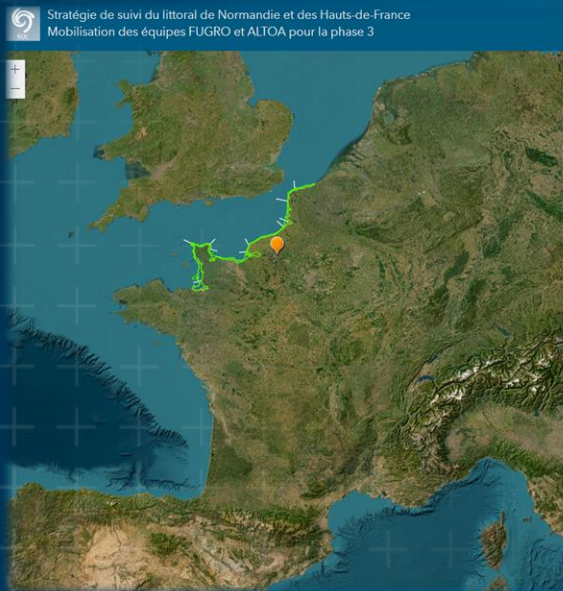 Stratégie de suivi du littoral de Normandie et des Hauts-de-France
Mobilisation des équipes FUGRO et ALTOA pour la phase 3
ROL
+
−